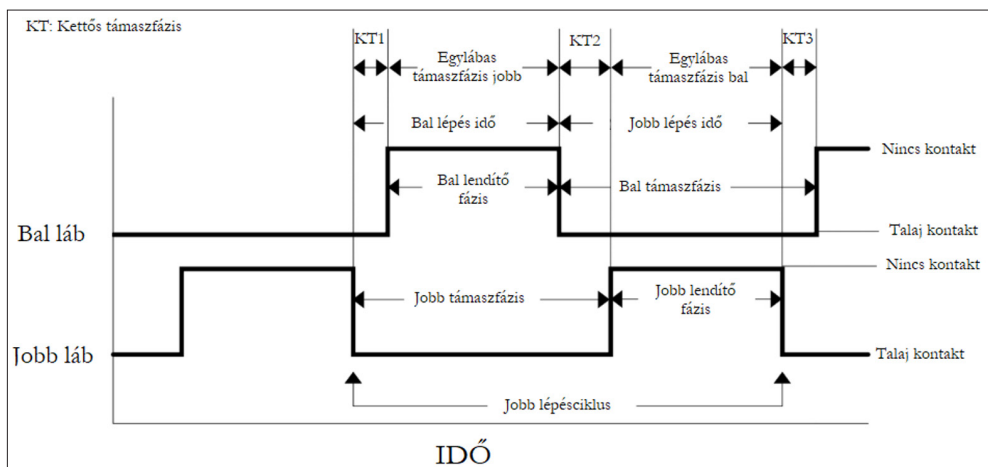 KT: Kettős támaszfázis
KT1
KT2
KT3
Egylábas
támaszfázis jobb
Egylábas
támaszfázis bal
Bal lépés idő
Jobb lépés idő
Nincs kontakt
Bal lendítő
fázis
Bal támaszfázis
Bal láb
Talaj kontakt
Nincs kontakt
Jobb támaszfázis
Jobb lendítő
fázis
Jobb láb
Talaj kontakt
Jobb lépésciklus
IDŐ